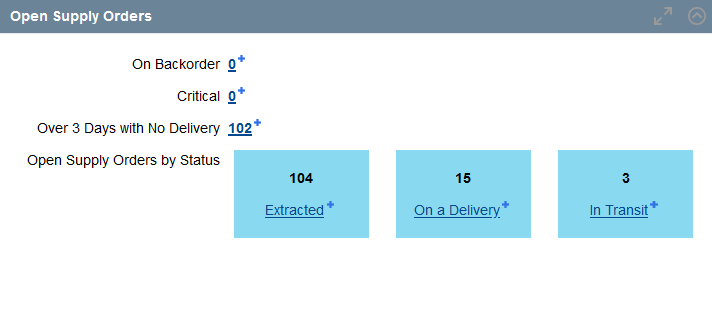 Open Supply Orders
On Backorder 0+
Critical 0+
Over 3 Days with No Delivery 102+
Open Supply Orders by Status
104 15 3
Extracted+ On a Delivery+ In Transit+